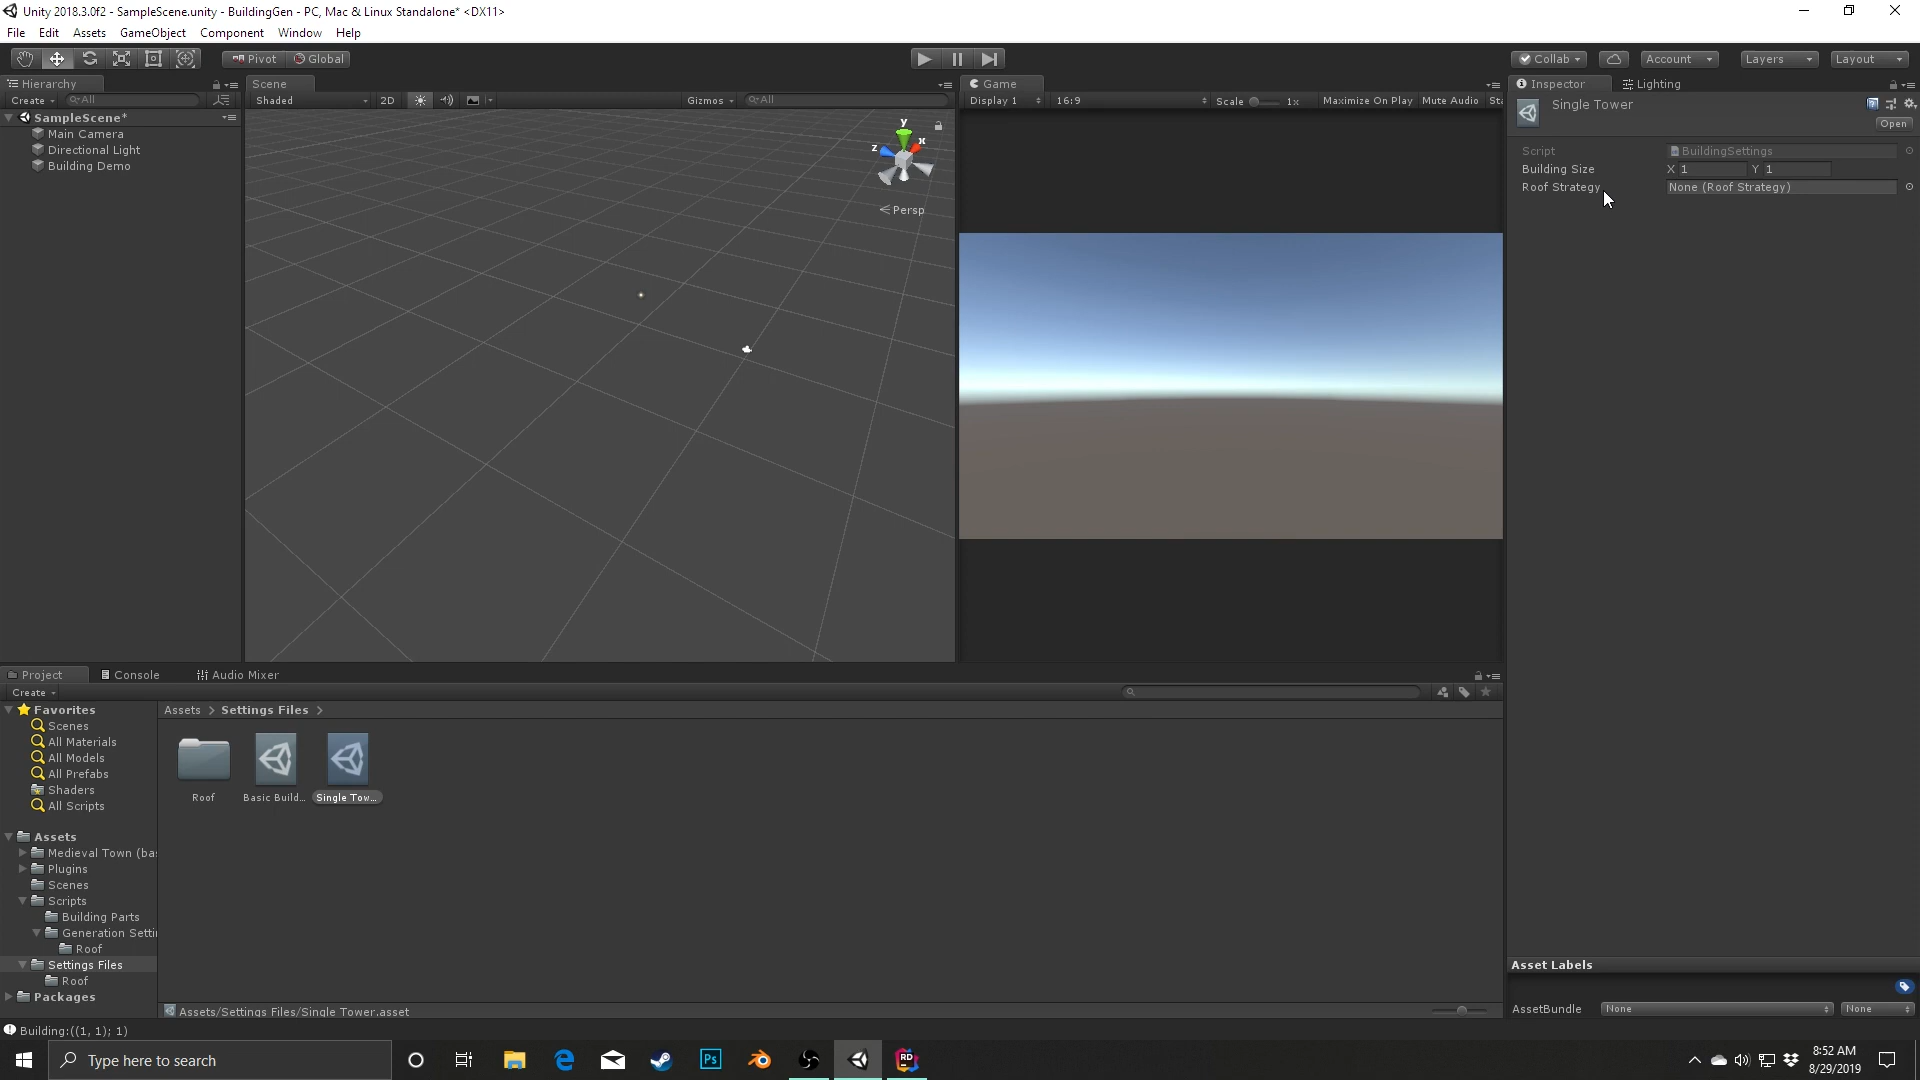 Unity 2018.3.0f2 - SampleScene.unity - BuildingGen - PC, Mac & Linux Standalone* <DX11>
File Edit Assets GameObject Component Window Help
Pivot Global Collab Account Layers Layout
Hierarchy Scene Game Inspector Lighting
Create All Shaded 2D Gizmos All Display 1 16:9 Scale 1x Maximize On Play Mute Audio Sta
Single Tower
Open
SampleScene*
Main Camera
Directional Light
Building Demo
y
x
z
Persp
Script BuildingSettings
Building Size X 1 Y 1
Roof Strategy None (Roof Strategy)
Project Console Audio Mixer
Create
Favorites
Scenes
All Materials
All Models
All Prefabs
Shaders
All Scripts
Assets
Medieval Town (ba
Plugins
Scenes
Scripts
Building Parts
Generation Setti
Roof
Settings Files
Roof
Packages
Assets > Settings Files >
Roof Basic Build... Single Tow...
Assets/Settings Files/Single Tower.asset
Asset Labels
AssetBundle None None
Building:((1, 1); 1)
Type here to search
Ps
RD
8:52 AM
8/29/2019